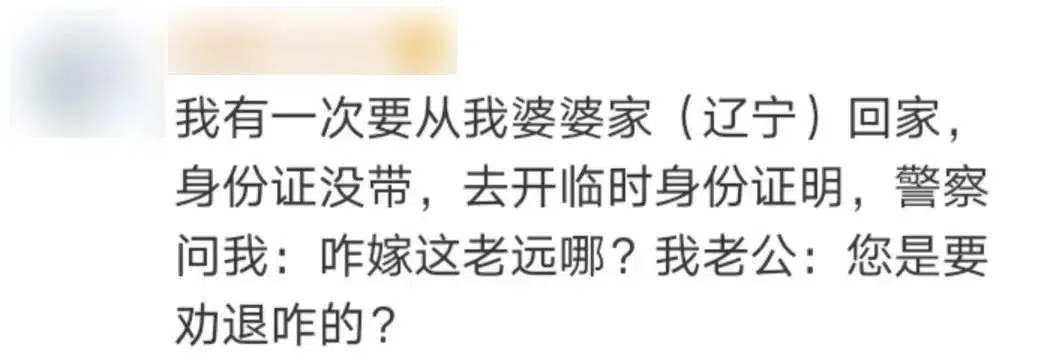 我有一次要从我婆婆家（辽宁）回家，
身份证没带，去开临时身份证明，警察
问我：咋嫁这老远哪？我老公：您是要
劝退咋的？